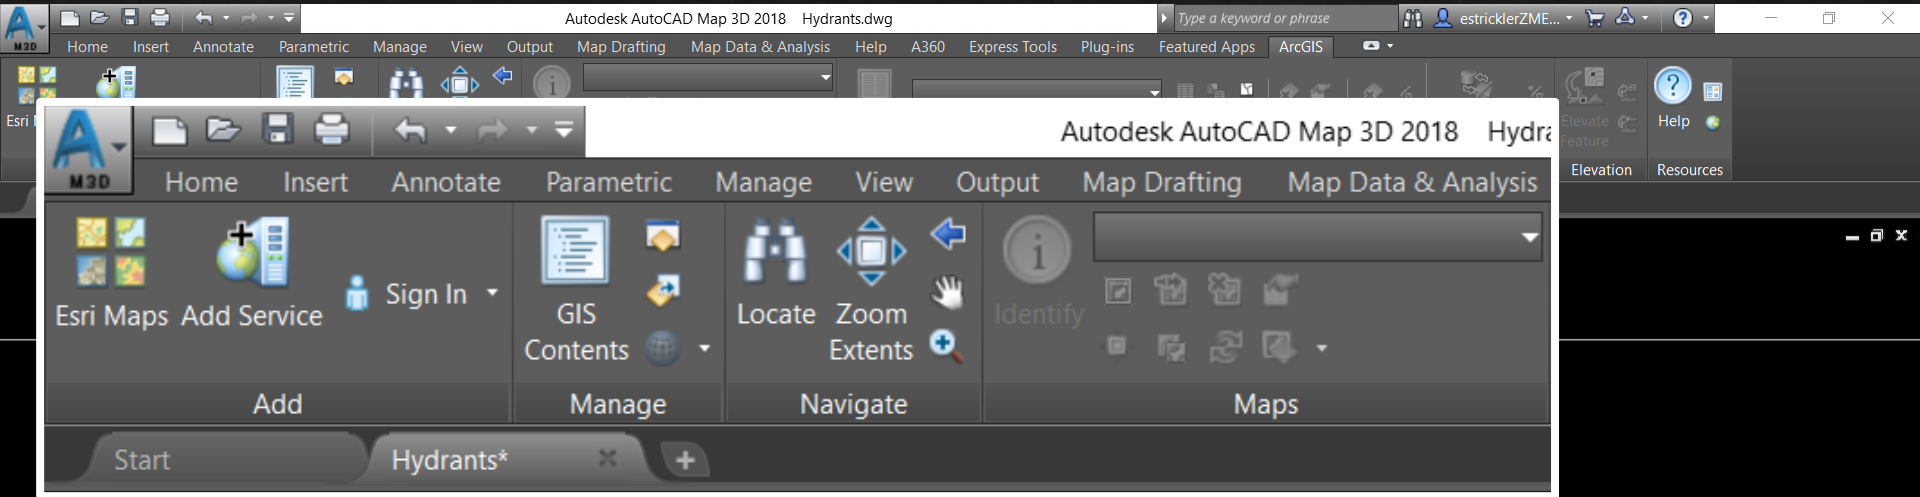 Autodesk AutoCAD Map 3D 2018 Hydrants.dwg
Type a keyword or phrase
estricklerZME...
M3D
Home Insert Annotate Parametric Manage View Output Map Drafting Map Data & Analysis Help A360 Express Tools Plug-ins Featured Apps ArcGIS
Esri
Elevate
Feature
Help
Elevation
Resources
Autodesk AutoCAD Map 3D 2018 Hydra
M3D
Home Insert Annotate Parametric Manage View Output Map Drafting Map Data & Analysis
Esri Maps
Add Service
Sign In
GIS
Contents
Locate
Zoom
Extents
Identify
Add
Manage
Navigate
Maps
Start
Hydrants*